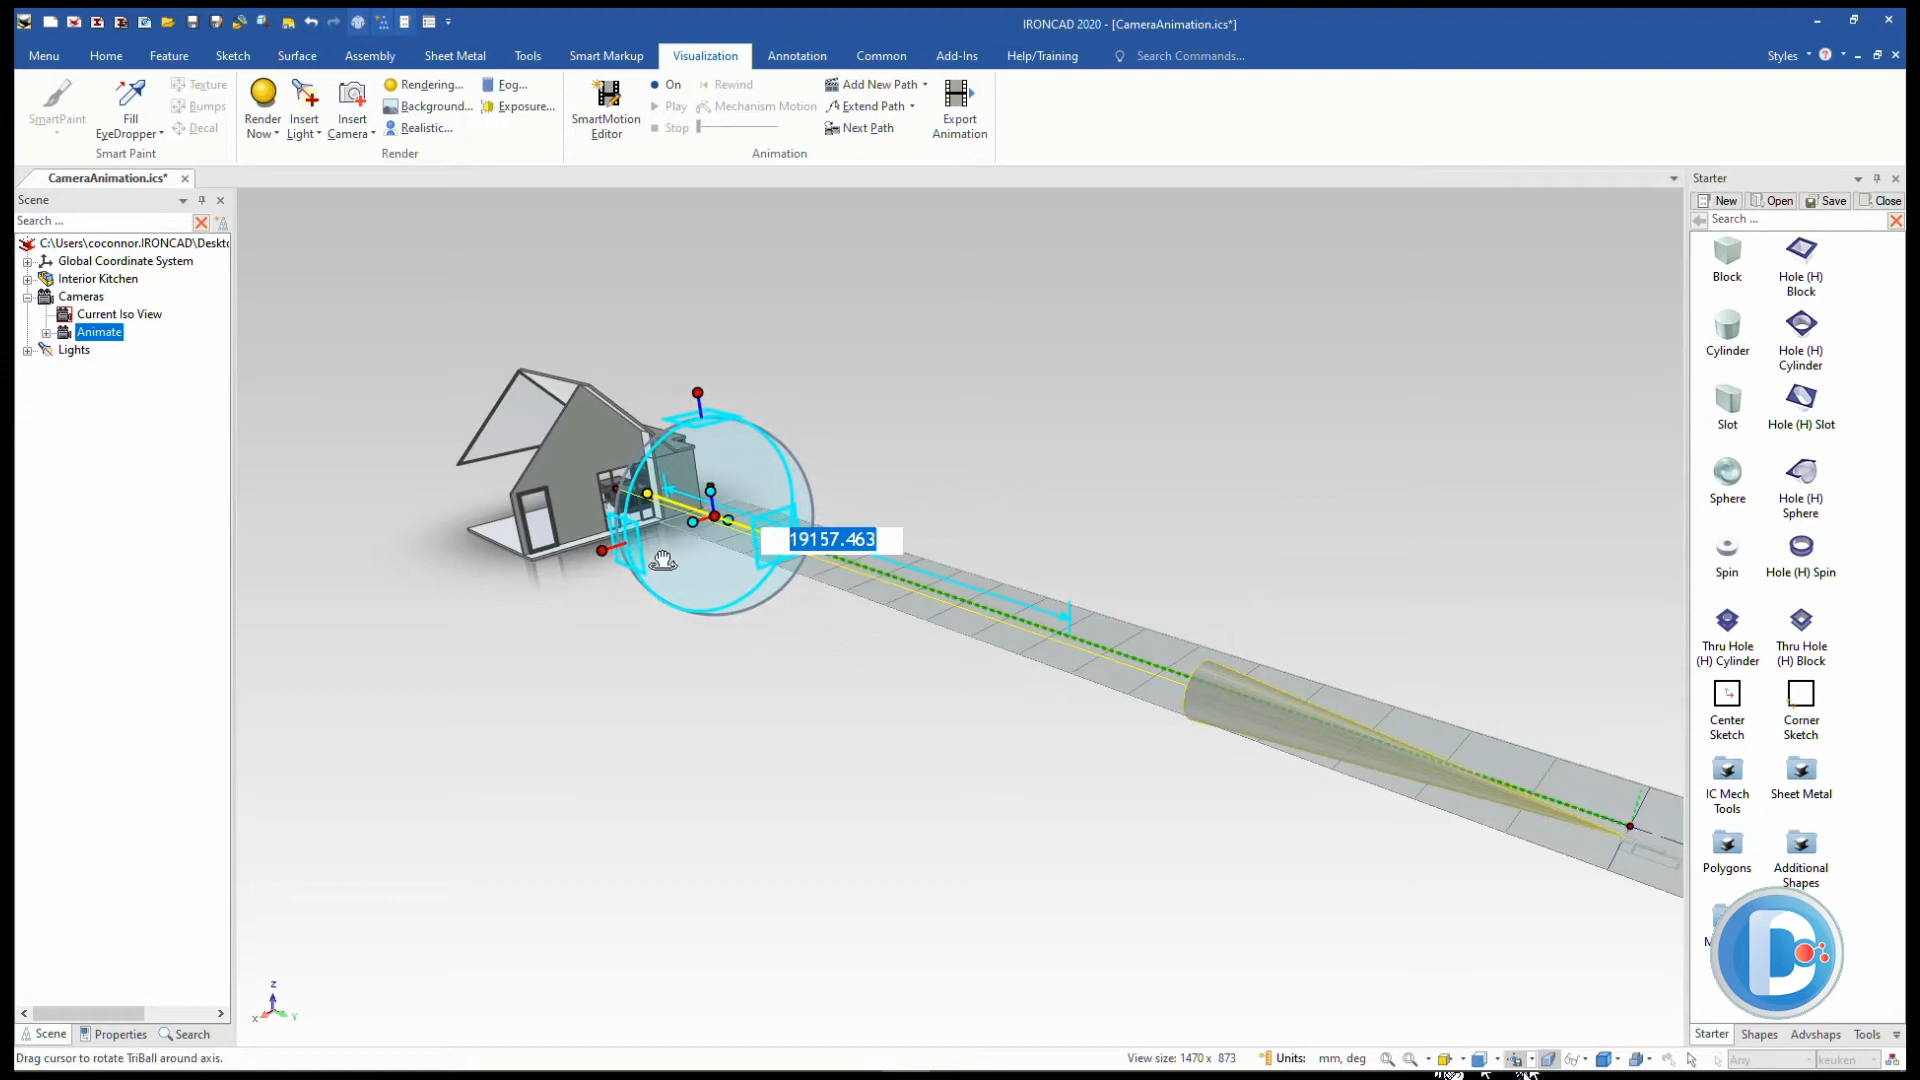 IRONCAD 2020 - [CameraAnimation.ics*]
Menu Home Feature Sketch Surface Assembly Sheet Metal Tools Smart Markup Visualization Annotation Common Add-Ins Help/Training Search Commands... Styles
SmartPaint
Fill EyeDropper
Texture
Bumps
Decal
Smart Paint
Render Now
Insert Light
Insert Camera
Rendering...
Background...
Realistic...
Fog...
Exposure...
Render
SmartMotion Editor
On
Play
Stop
Rewind
Mechanism Motion
Add New Path
Extend Path
Next Path
Export Animation
Animation
CameraAnimation.ics*
Scene
Search ...
C:\Users\coconnor.IRONCAD\Deskto
Global Coordinate System
Interior Kitchen
Cameras
Current Iso View
Animate
Lights
19157.463
Z
X
Y
Starter
New Open Save Close
Search ...
Block
Hole (H) Block
Cylinder
Hole (H) Cylinder
Slot
Hole (H) Slot
Sphere
Hole (H) Sphere
Spin
Hole (H) Spin
Thru Hole (H) Cylinder
Thru Hole (H) Block
Center Sketch
Corner Sketch
IC Mech Tools
Sheet Metal
Polygons
Additional Shapes
Scene Properties Search
Starter Shapes Advshaps Tools
Drag cursor to rotate TriBall around axis.
View size: 1470 x 873
Units: mm, deg
Any
keuken